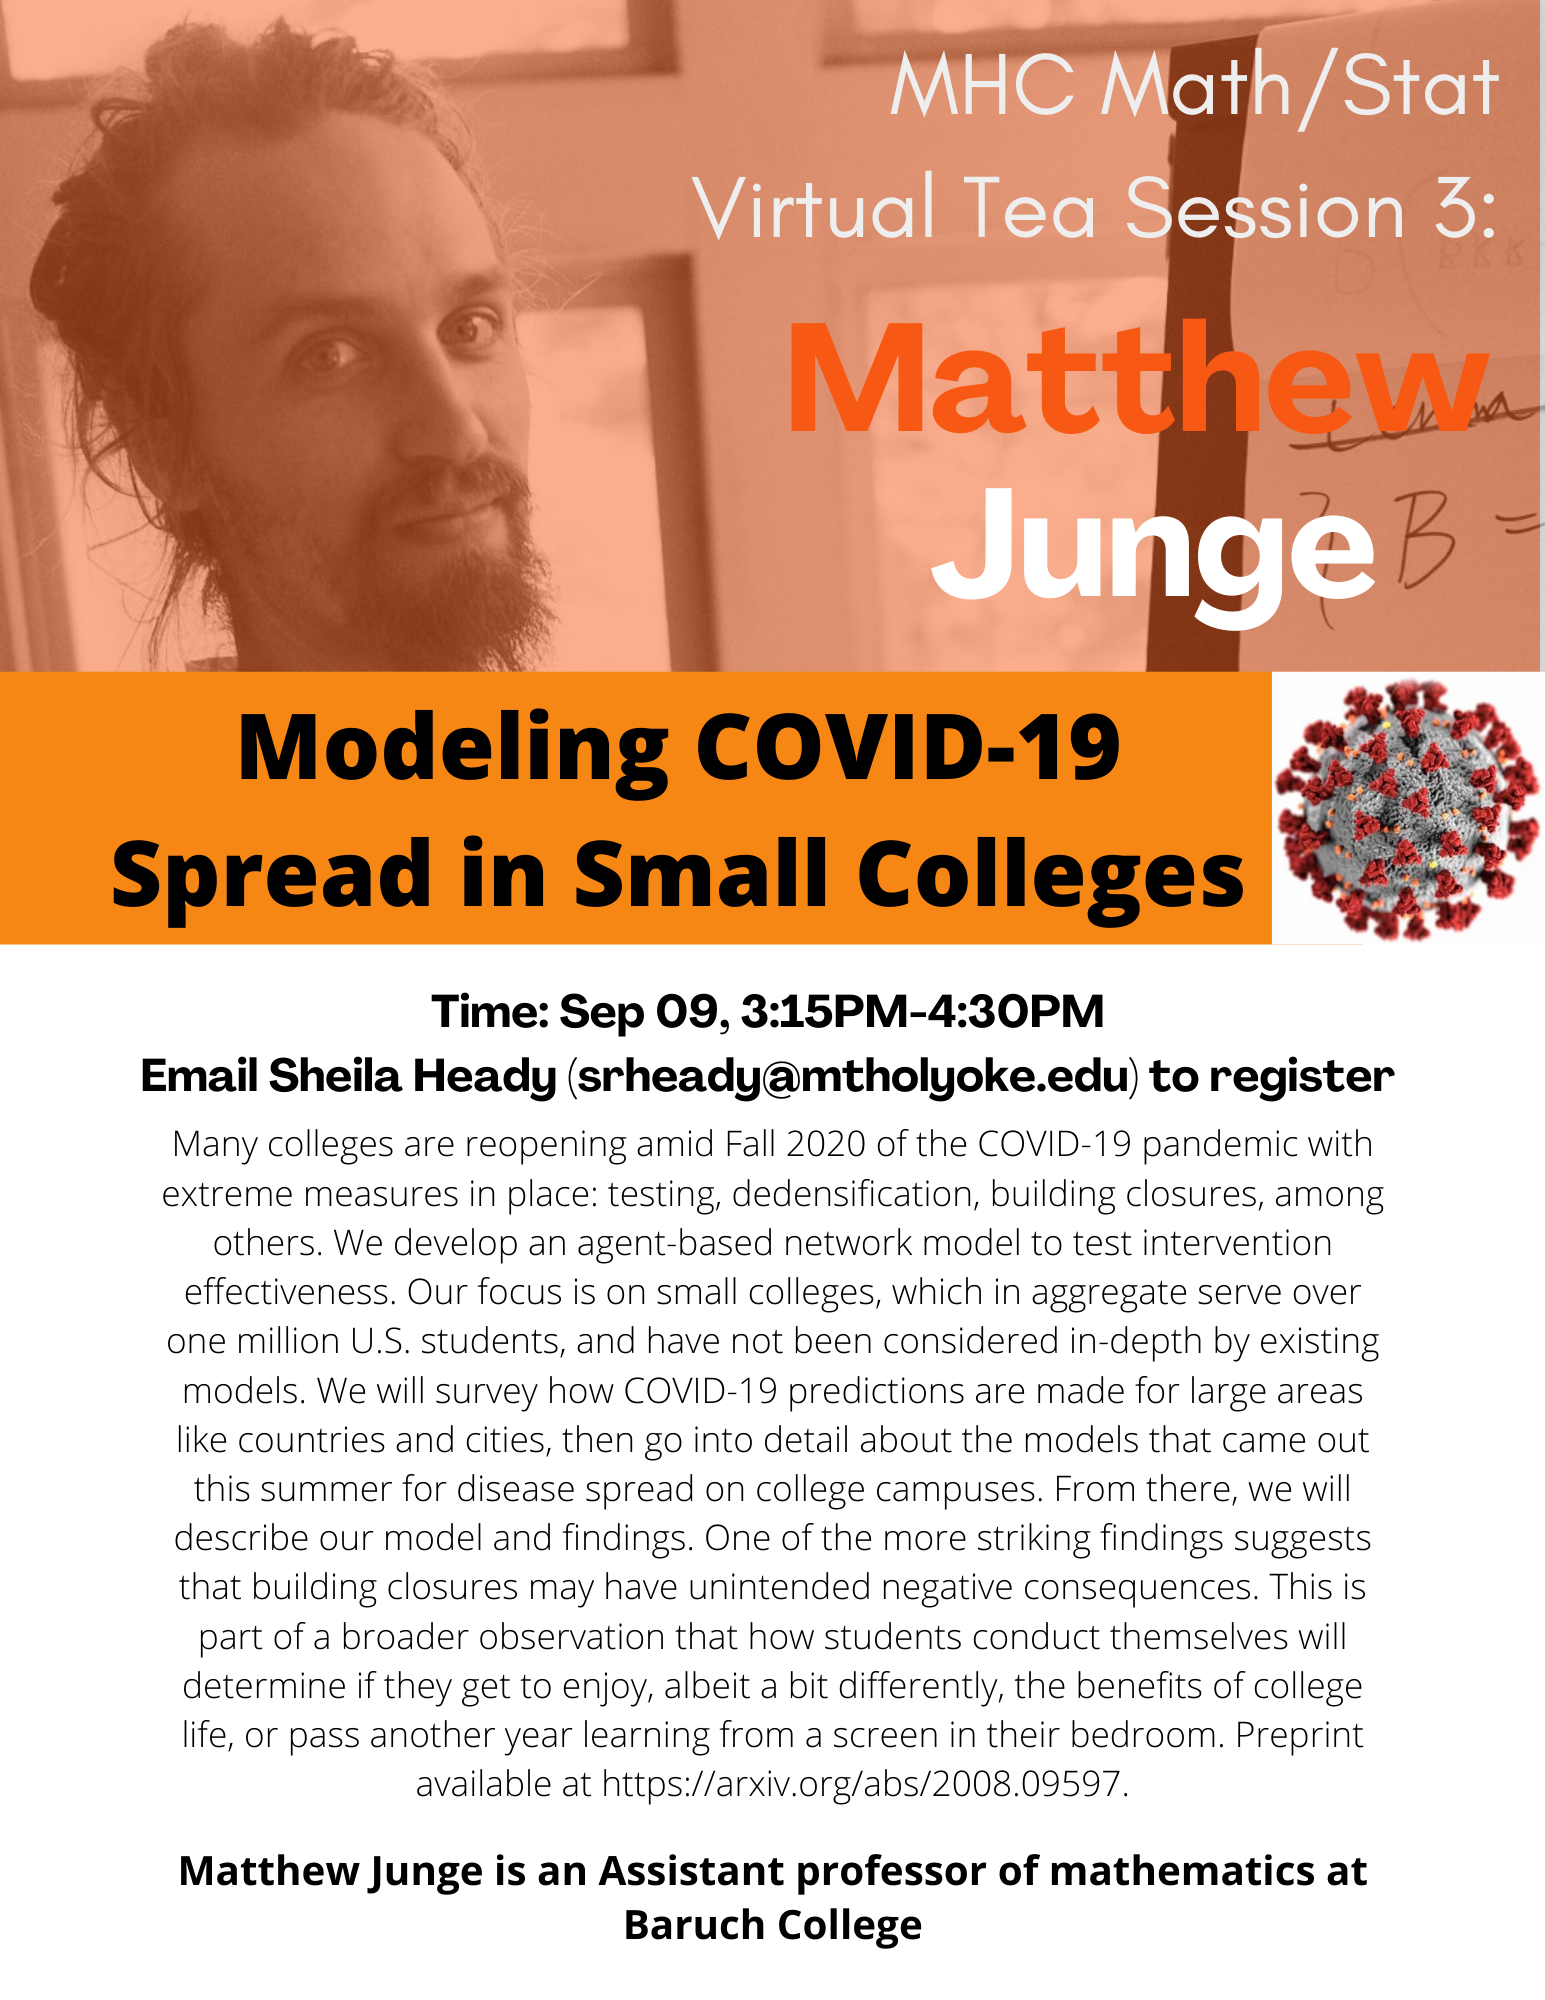 MHC Math/Stat
Virtual Tea Session 3:
Matthew
Junge
B =
Modeling COVID-19
Spread in Small Colleges
Time: Sep 09, 3:15PM-4:30PM
Email Sheila Heady (srheady@mtholyoke.edu) to register
Many colleges are reopening amid Fall 2020 of the COVID-19 pandemic with
extreme measures in place: testing, dedensification, building closures, among
others. We develop an agent-based network model to test intervention
effectiveness. Our focus is on small colleges, which in aggregate serve over
one million U.S. students, and have not been considered in-depth by existing
models. We will survey how COVID-19 predictions are made for large areas
like countries and cities, then go into detail about the models that came out
this summer for disease spread on college campuses. From there, we will
describe our model and findings. One of the more striking findings suggests
that building closures may have unintended negative consequences. This is
part of a broader observation that how students conduct themselves will
determine if they get to enjoy, albeit a bit differently, the benefits of college
life, or pass another year learning from a screen in their bedroom. Preprint
available at https://arxiv.org/abs/2008.09597.
Matthew Junge is an Assistant professor of mathematics at
Baruch College